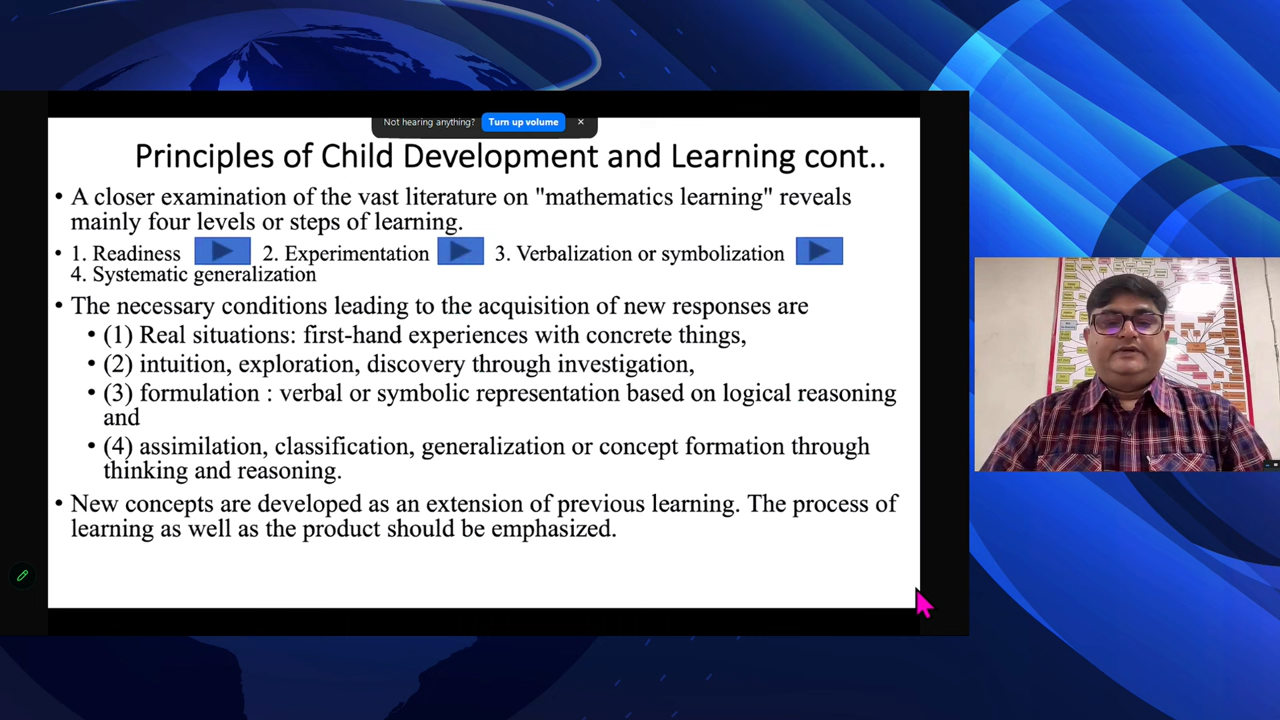 Not hearing anything? Turn up volume ×
Principles of Child Development and Learning cont..
• A closer examination of the vast literature on "mathematics learning" reveals
mainly four levels or steps of learning.
• 1. Readiness 2. Experimentation 3. Verbalization or symbolization
4. Systematic generalization
• The necessary conditions leading to the acquisition of new responses are
• (1) Real situations: first-hand experiences with concrete things,
• (2) intuition, exploration, discovery through investigation,
• (3) formulation : verbal or symbolic representation based on logical reasoning
and
• (4) assimilation, classification, generalization or concept formation through
thinking and reasoning.
• New concepts are developed as an extension of previous learning. The process of
learning as well as the product should be emphasized.